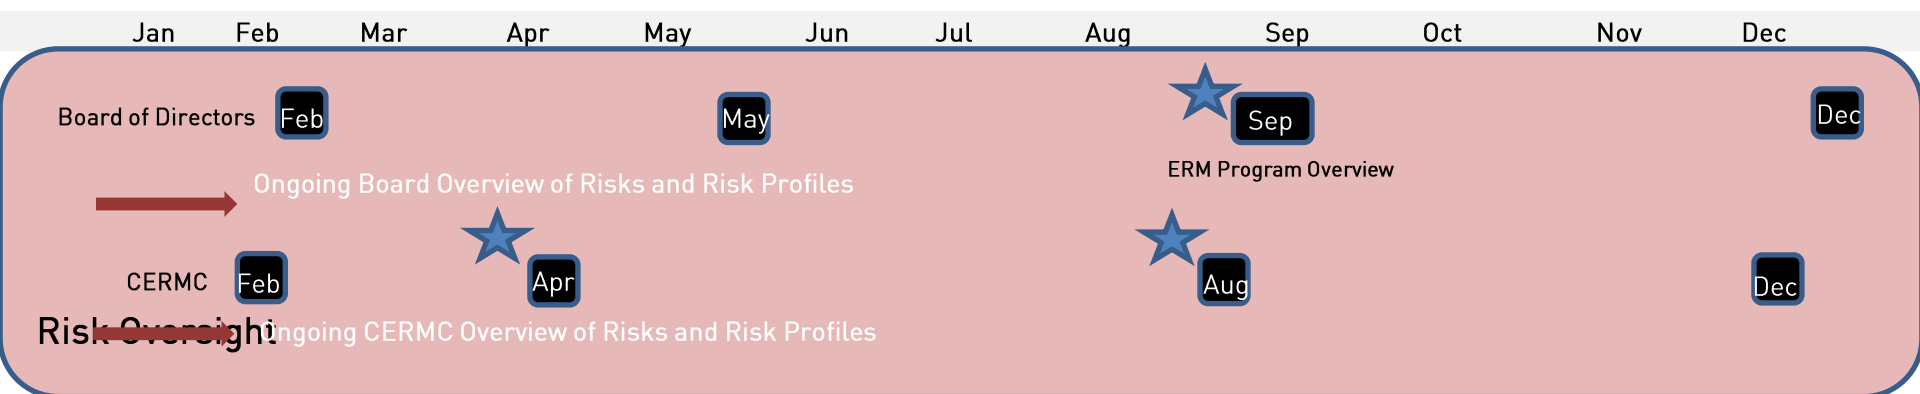 Jan Feb Mar Apr May Jun Jul Aug Sep Oct Nov Dec
Board of Directors Feb May Sep Dec
ERM Program Overview
Ongoing Board Overview of Risks and Risk Profiles
CERMC Feb Apr Aug Dec
Risk Oversight
Ongoing CERMC Overview of Risks and Risk Profiles